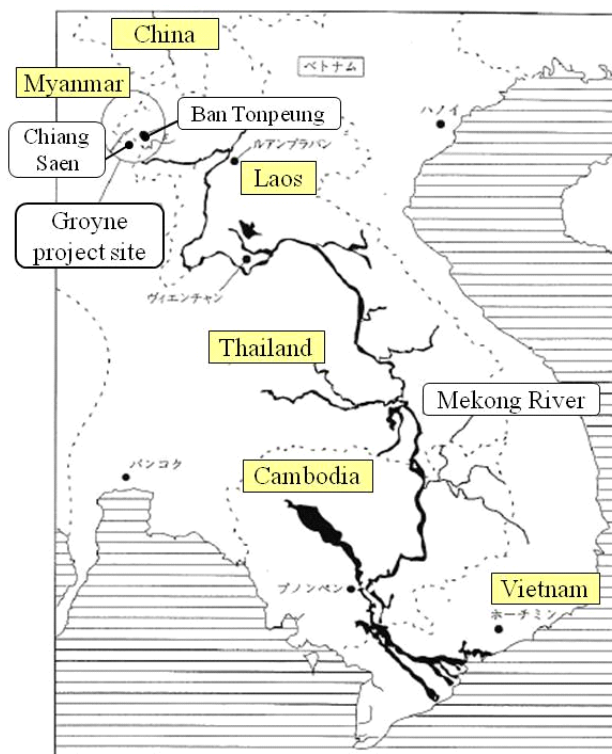 China
ベトナム
Myanmar
Ban Tonpeung
ハノイ
Chiang
Saen
ルアンプラバン
Laos
Groyne
project site
ヴィエンチャン
Thailand
Mekong River
バンコク
Cambodia
プノンペン
Vietnam
ホーチミン